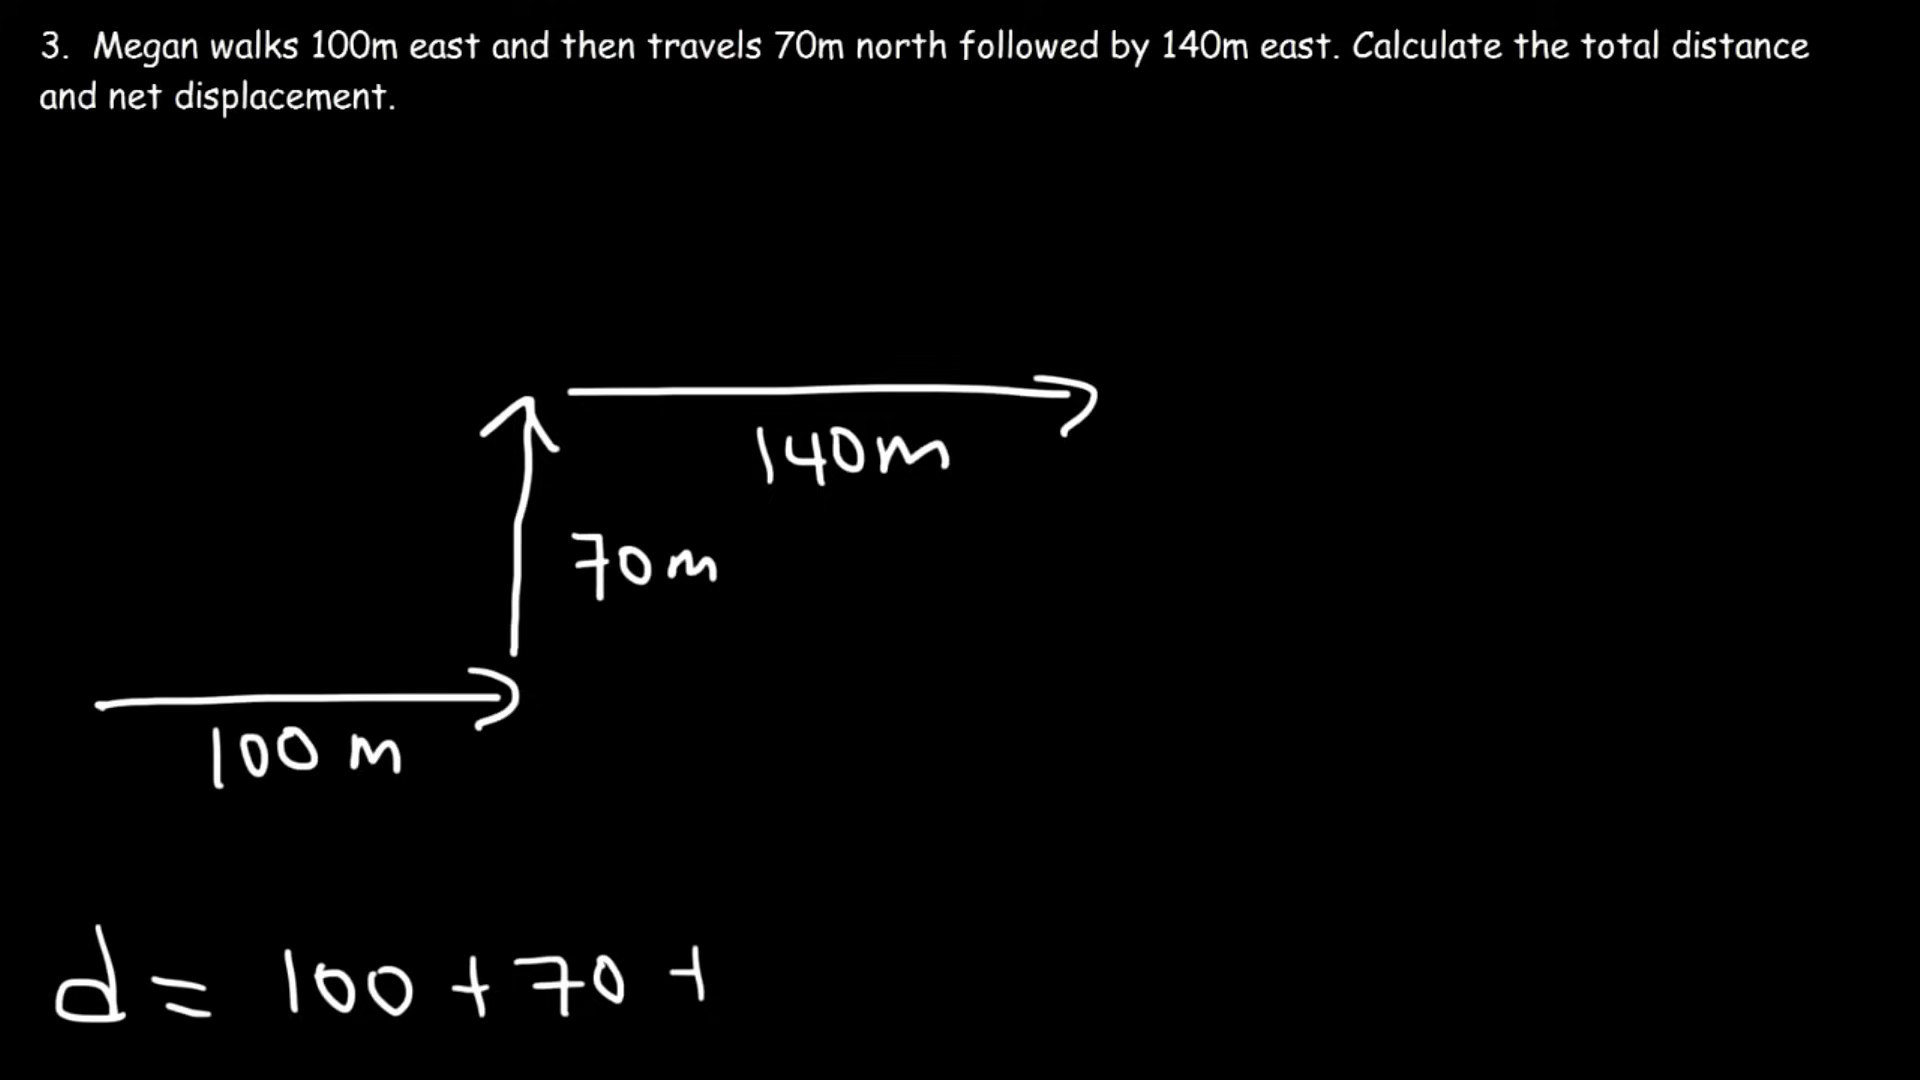 3. Megan walks 100m east and then travels 70m north followed by 140m east. Calculate the total distance
and net displacement.
140m
70m
100 m
d = 100 + 70 +